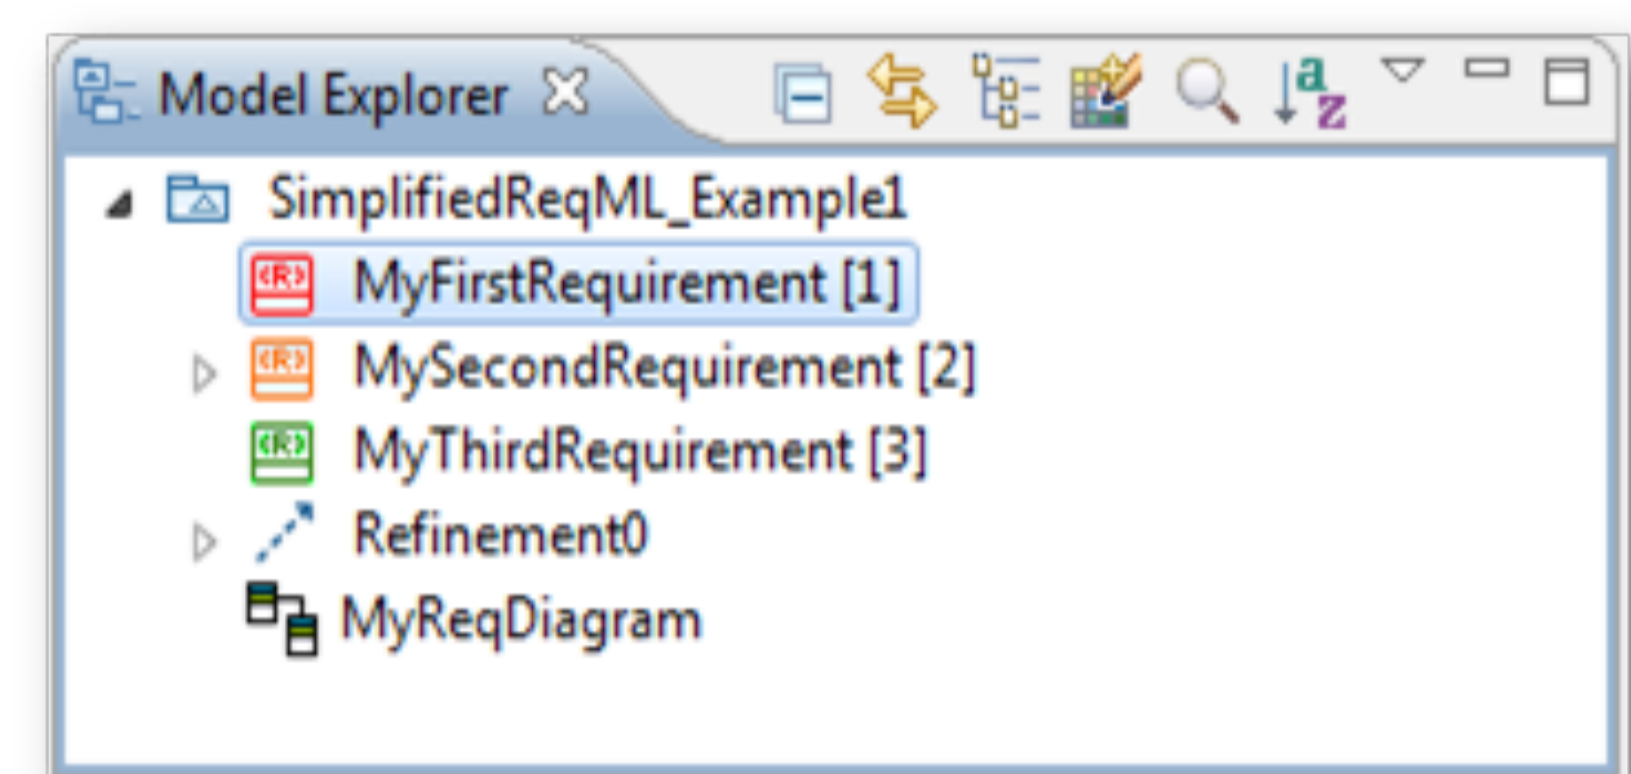 Model Explorer
SimplifiedReqML_Example1
MyFirstRequirement [1]
MySecondRequirement [2]
MyThirdRequirement [3]
Refinement0
MyReqDiagram